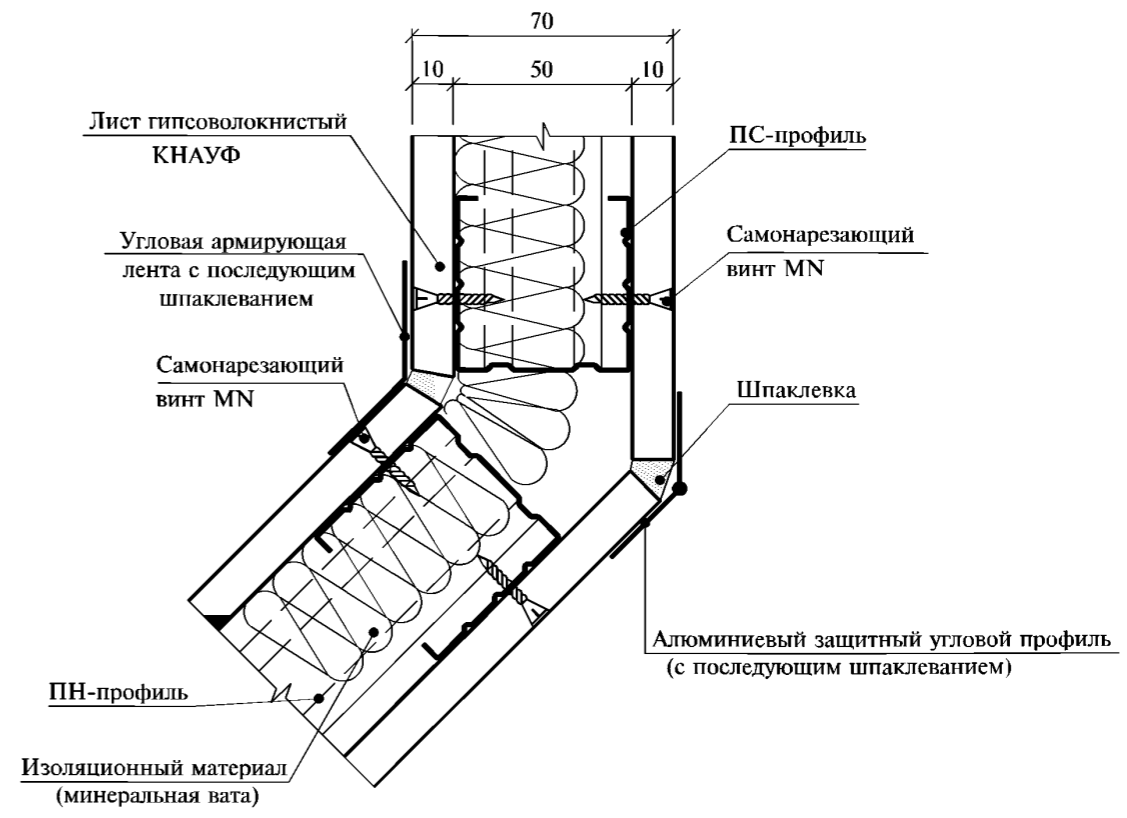 70
10 50 10
Лист гипсоволокнистый
КНАУФ
ПС-профиль
Угловая армирующая
лента с последующим
шпаклеванием
Самонарезающий
винт MN
Самонарезающий
винт MN
Шпаклевка
Алюминиевый защитный угловой профиль
(с последующим шпаклеванием)
ПН-профиль
Изоляционный материал
(минеральная вата)